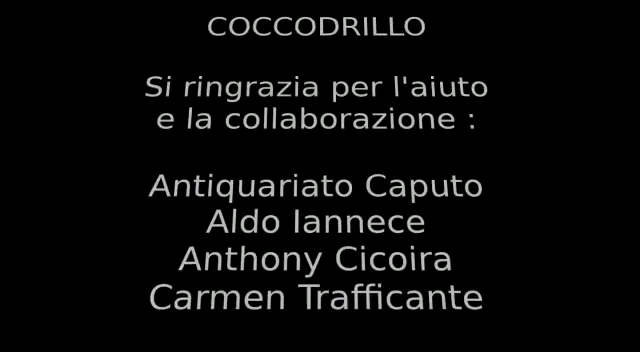 COCCODRILLO
Si ringrazia per l'aiuto
e la collaborazione :
Antiquariato Caputo
Aldo Iannece
Anthony Cicoira
Carmen Trafficante